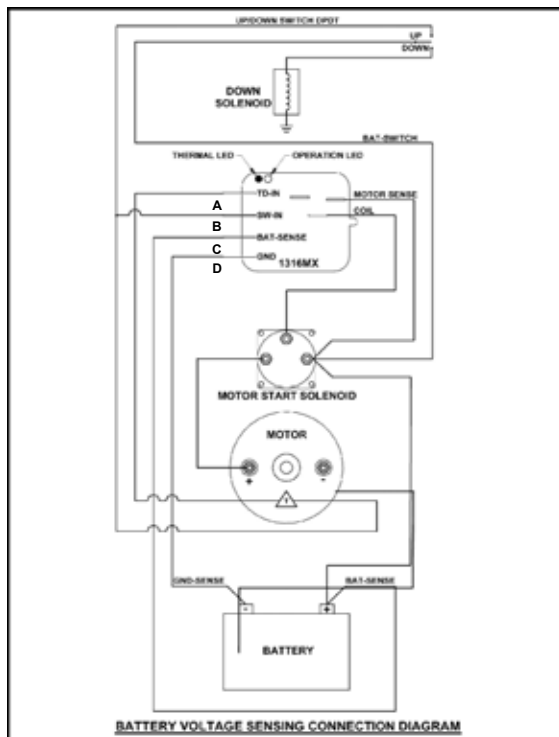 UP/DOWN SWITCH DPDT
UP
DOWN
DOWN
SOLENOID
BAT-SWITCH
THERMAL LED
OPERATION LED
TD-IN
MOTOR SENSE
A
SW-IN
COIL
B
BAT-SENSE
C
GND
D
1316MX
MOTOR START SOLENOID
MOTOR
+
-
GND-SENSE
BAT-SENSE
-
+
BATTERY
BATTERY VOLTAGE SENSING CONNECTION DIAGRAM